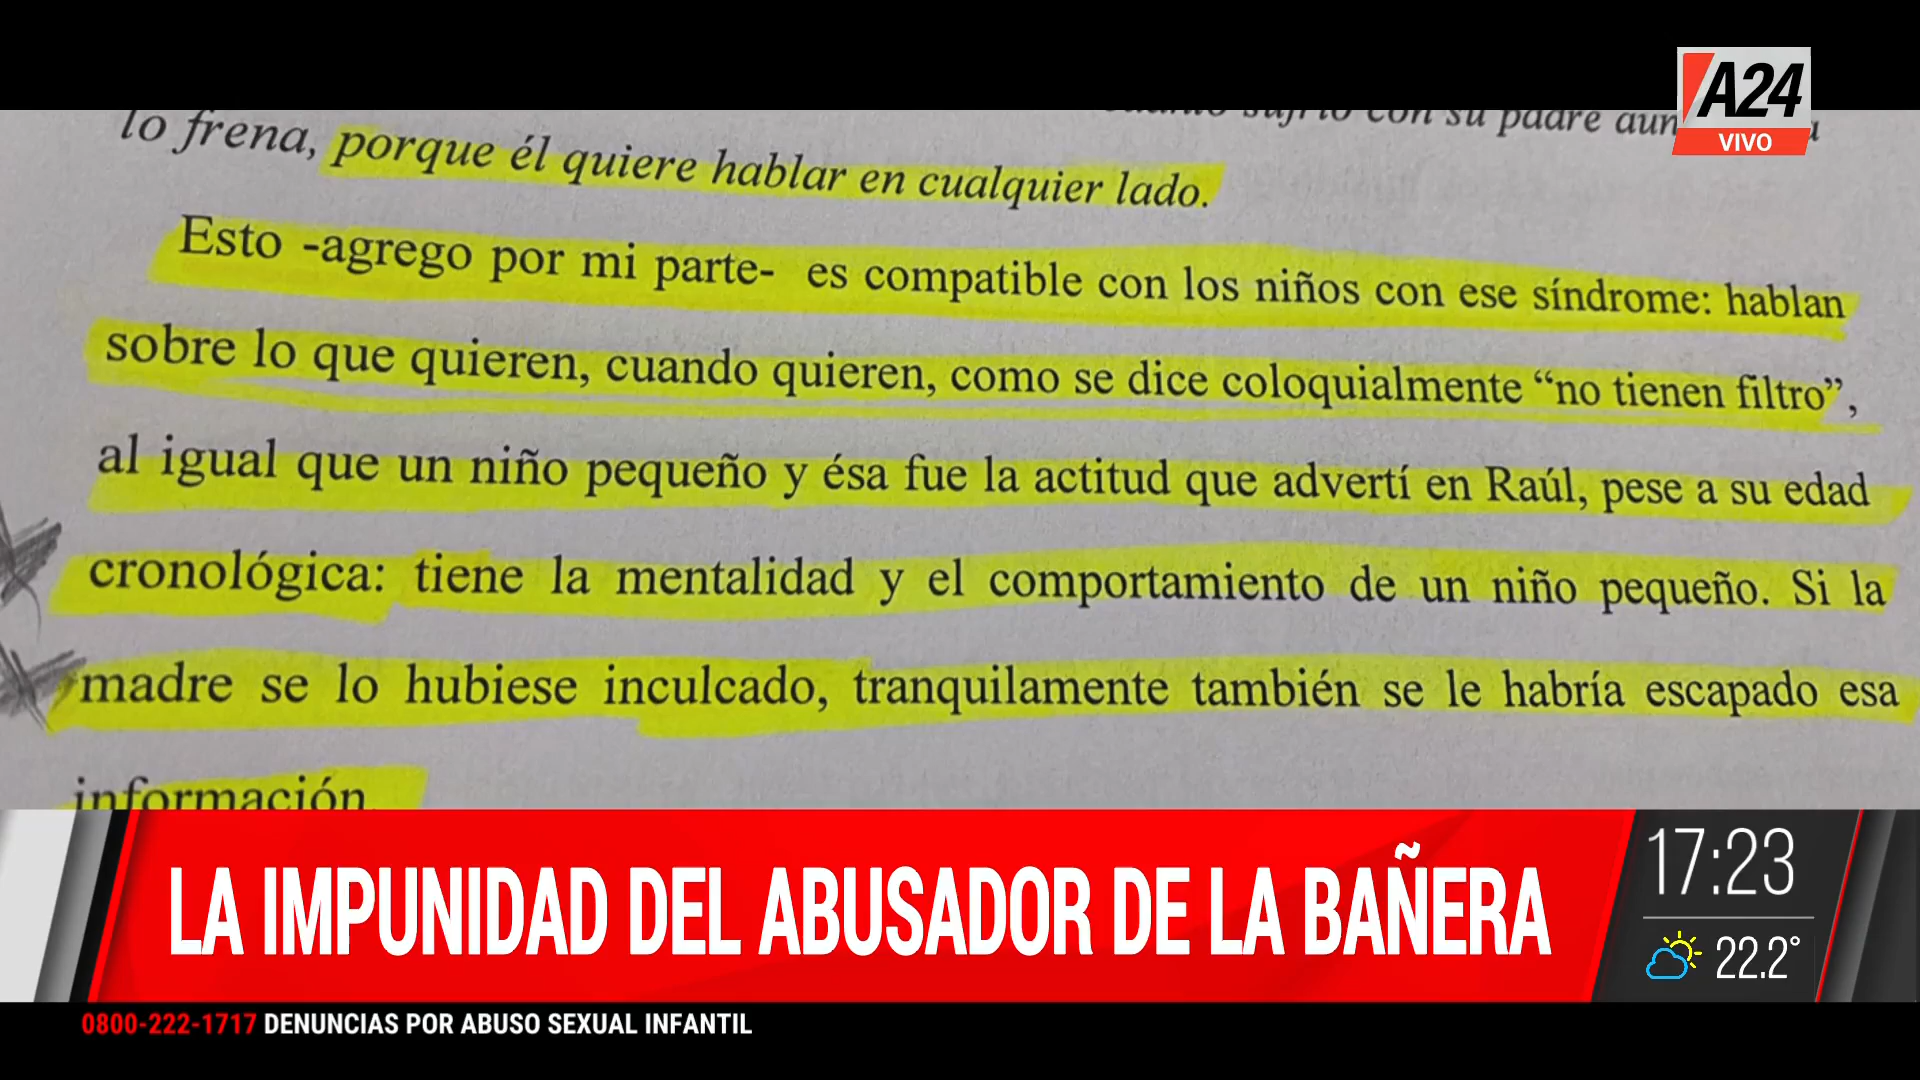 A24
VIVO
con su padre aun
lo frena, porque él quiere hablar en cualquier lado.
Esto -agrego por mi parte- es compatible con los niños con ese síndrome: hablan
sobre lo que quieren, cuando quieren, como se dice coloquialmente “no tienen filtro”,
al igual que un niño pequeño y ésa fue la actitud que advertí en Raúl, pese a su edad
cronológica: tiene la mentalidad y el comportamiento de un niño pequeño. Si la
madre se lo hubiese inculcado, tranquilamente también se le habría escapado esa
información
LA IMPUNIDAD DEL ABUSADOR DE LA BAÑERA
17:23
22.2°
0800-222-1717 DENUNCIAS POR ABUSO SEXUAL INFANTIL